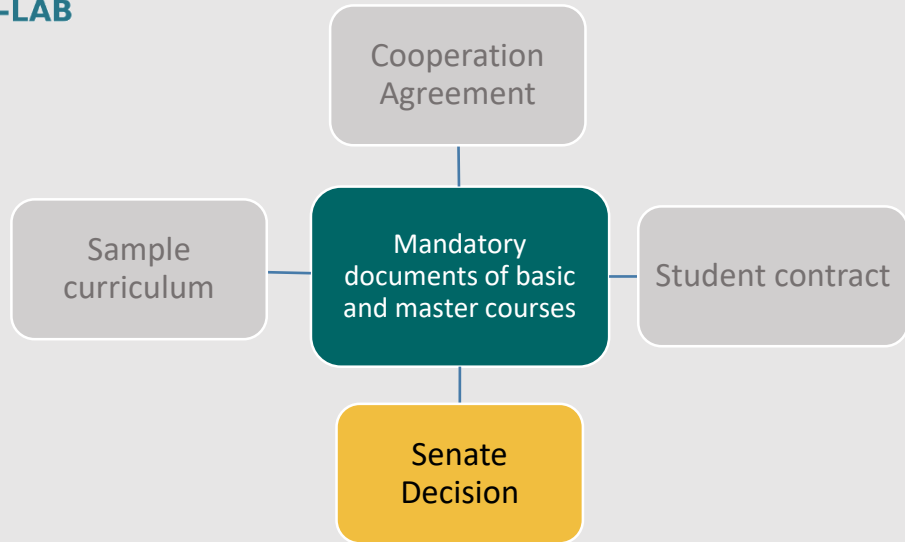 -LAB
Cooperation
Agreement
Sample
curriculum
Mandatory
documents of basic
and master courses
Student contract
Senate
Decision